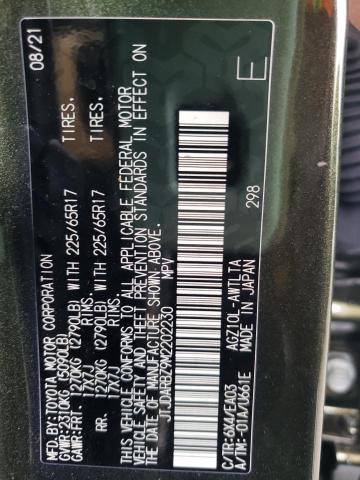 MFD.BY:TOYOTA MOTOR CORPORATION 08/21
GVWR:2310KG (5090LB)
GAWR:FRT. 1270KG (2790LB) WITH 225/65R17 TIRES.
17X7J RIMS.
RR. 1270KG (2790LB) WITH 225/65R17 TIRES.
17X7J RIMS.
THIS VEHICLE CONFORMS TO ALL APPLICABLE FEDERAL MOTOR
VEHICLE SAFETY AND THEFT PREVENTION STANDARDS IN EFFECT ON
THE DATE OF MANUFACTURE SHOWN ABOVE.
JTJDARBZ9M2202250 MPV
E
298
C/TR:6X4/EA03 AGZ10L-AWTLTA
A/TM:-01A/U661E MADE IN JAPAN